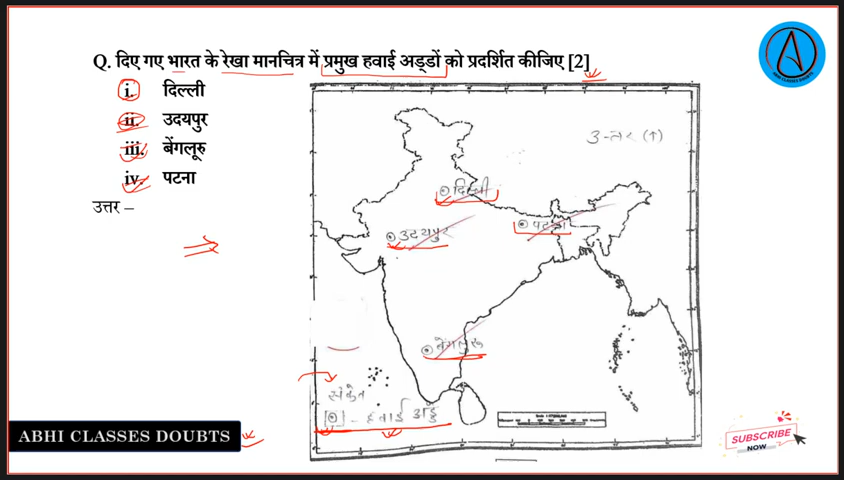 Q. दिए गए भारत के रेखा मानचित्र में प्रमुख हवाई अड्डों को प्रदर्शित कीजिए [2]
i. दिल्ली
ii. उदयपुर
iii. बेंगलूरु
iv. पटना
उत्तर –
उत्तर (↑)
दिल्ली
पटना
उदयपुर
बेंगलुरू
संकेत
[⊙] - हवाई अड्डे
ABHI CLASSES DOUBTS
SUBSCRIBE
NOW